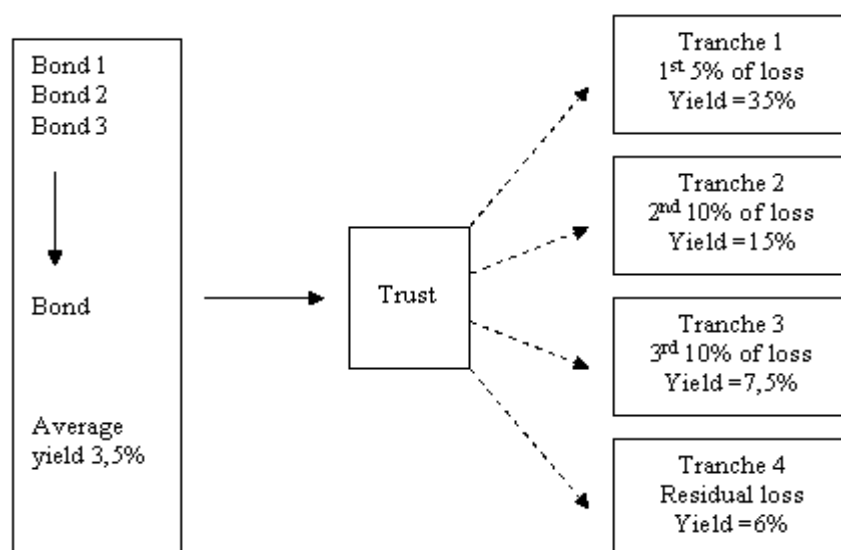 Bond 1
Bond 2
Bond 3
Bond
Average
yield 3,5%
Trust
Tranche 1
1st 5% of loss
Yield =35%
Tranche 2
2nd 10% of loss
Yield =15%
Tranche 3
3rd 10% of loss
Yield =7,5%
Tranche 4
Residual loss
Yield =6%